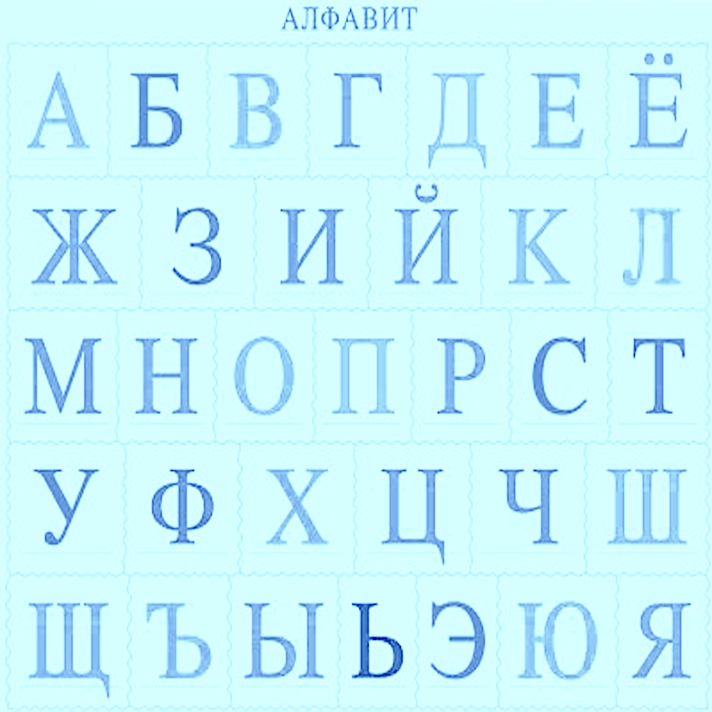 АЛФАВИТ
А Б В Г Д Е Ё
Ж З И Й К Л
М Н О П Р С Т
У Ф Х Ц Ч Ш
Щ Ъ Ы Ь Э Ю Я